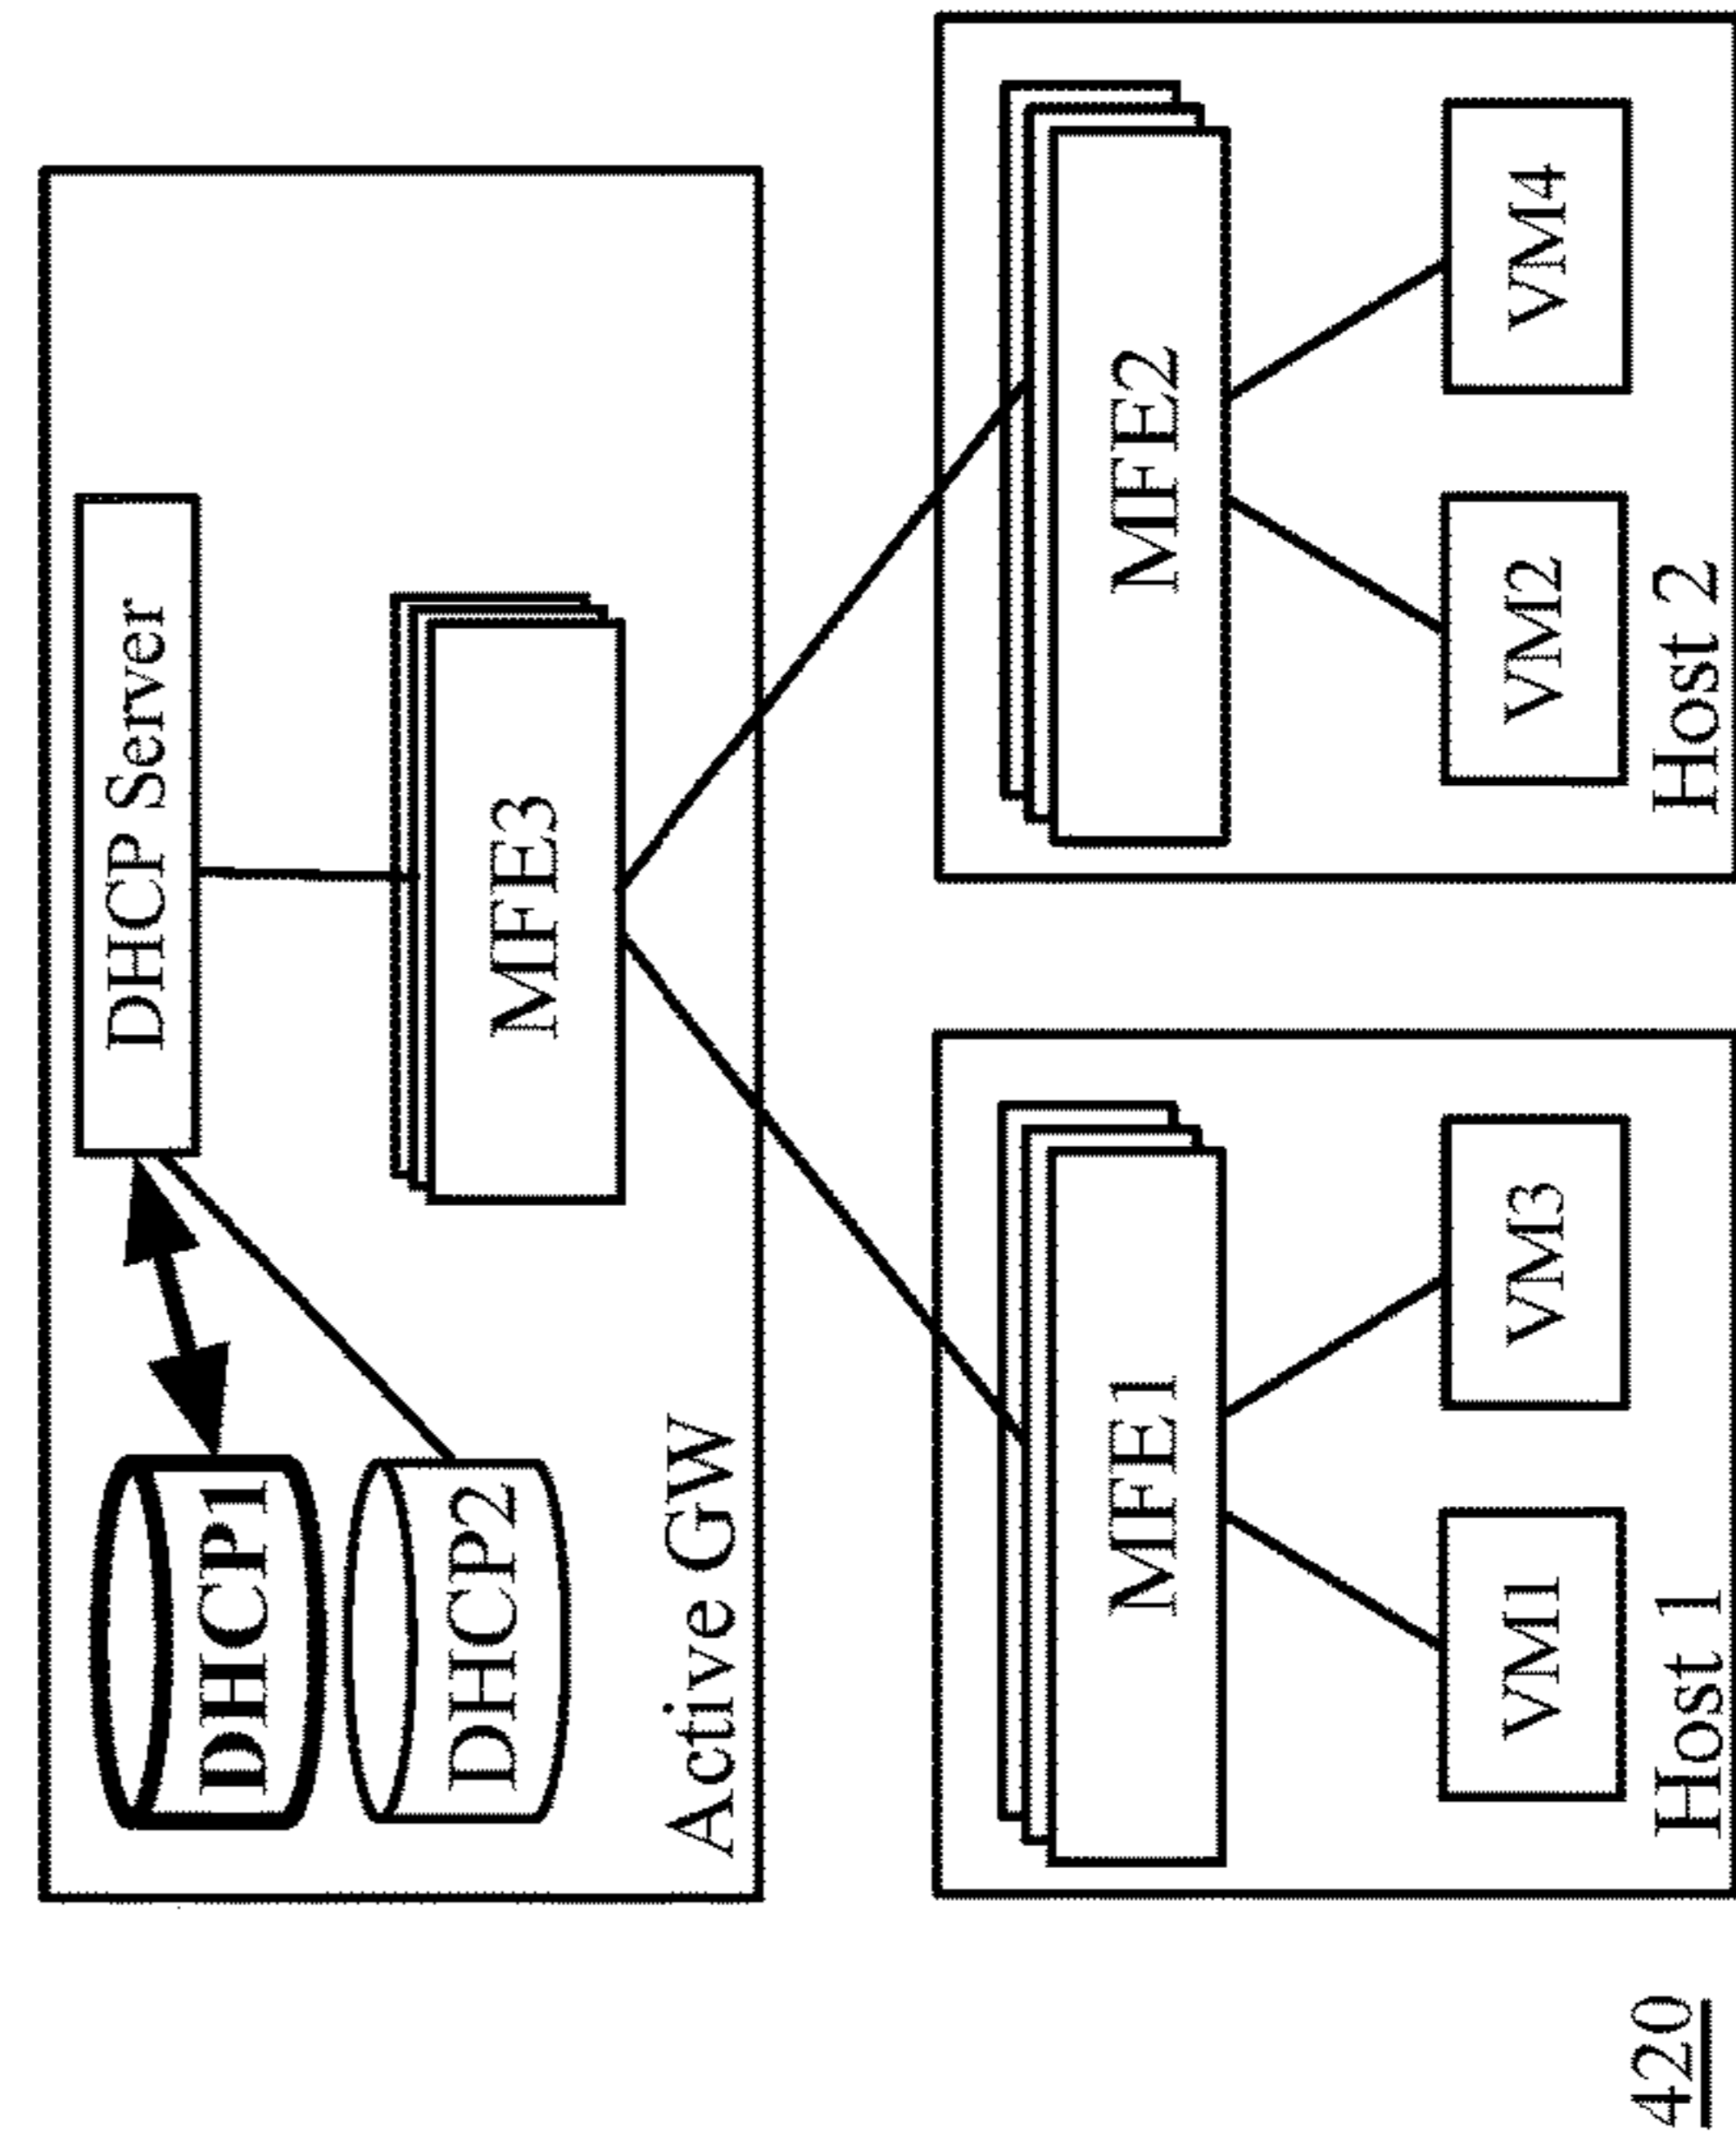 DHCP1
DHCP Server
DHCP2
MFE3
Active GW
MFE1
MFE2
VM1
VM3
VM2
VM4
Host 1
Host 2
420